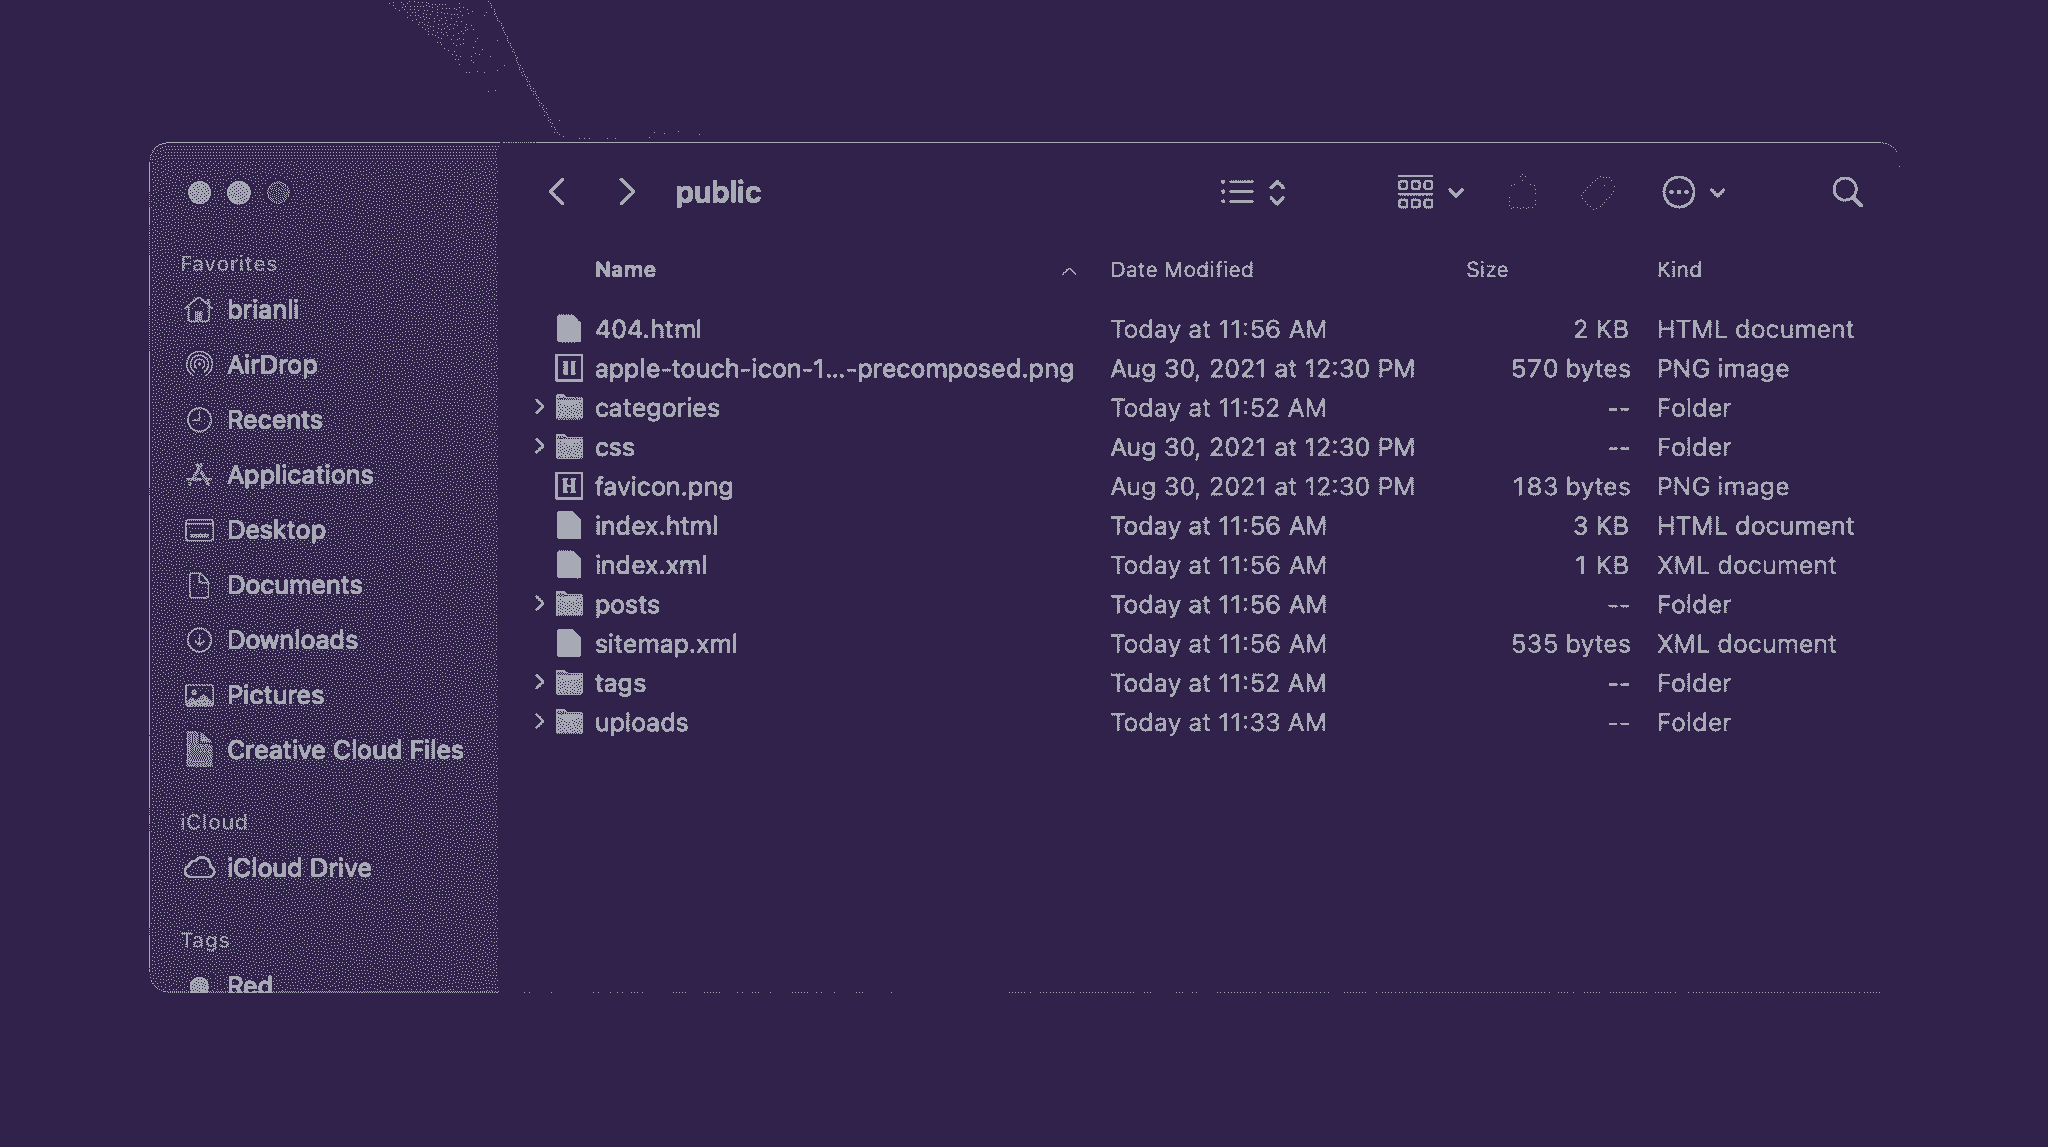 public
Favorites
brianli
AirDrop
Recents
Applications
Desktop
Documents
Downloads
Pictures
Creative Cloud Files
iCloud
iCloud Drive
Tags
Red
Name Date Modified Size Kind
404.html Today at 11:56 AM 2 KB HTML document
apple-touch-icon-1...-precomposed.png Aug 30, 2021 at 12:30 PM 570 bytes PNG image
categories Today at 11:52 AM -- Folder
css Aug 30, 2021 at 12:30 PM -- Folder
favicon.png Aug 30, 2021 at 12:30 PM 183 bytes PNG image
index.html Today at 11:56 AM 3 KB HTML document
index.xml Today at 11:56 AM 1 KB XML document
posts Today at 11:56 AM -- Folder
sitemap.xml Today at 11:56 AM 535 bytes XML document
tags Today at 11:52 AM -- Folder
uploads Today at 11:33 AM -- Folder